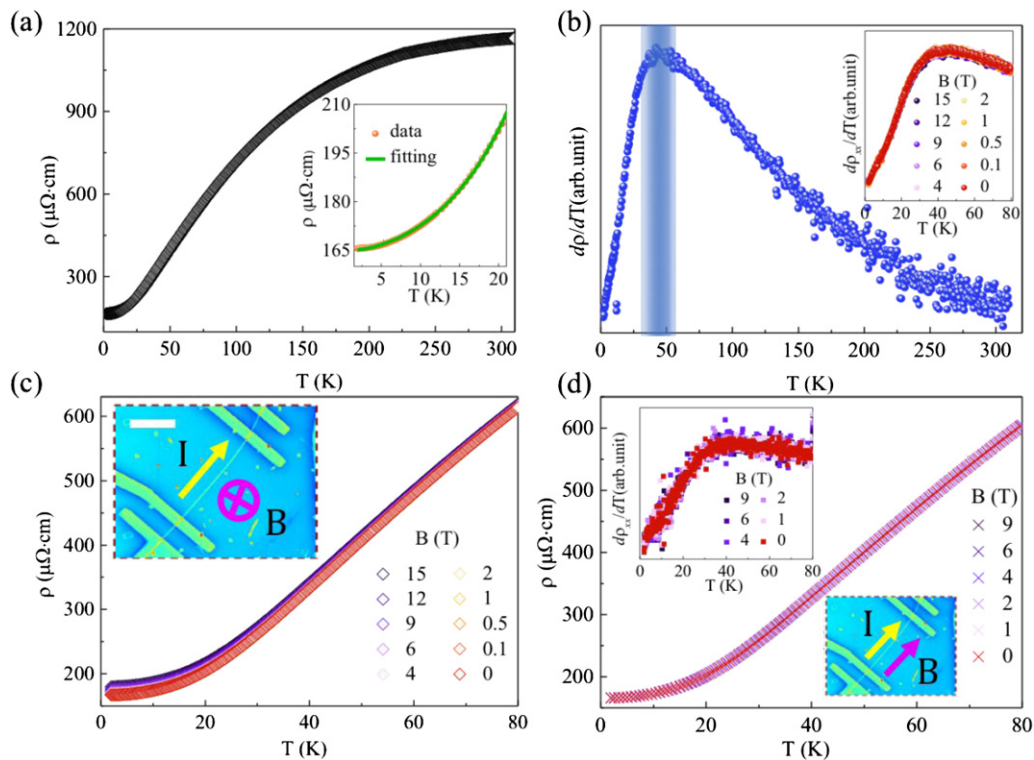 (a)
1200
900
600
300
ρ (μΩ·cm)
0 50 100 150 200 250 300
T (K)
210
195
180
165
ρ (μΩ·cm)
data
fitting
5 10 15 20
T (K)
(b)
dρ/dT(arb.unit)
0 50 100 150 200 250 300
T (K)
dρxx/dT(arb.unit)
B (T)
15 2
12 1
9 0.5
6 0.1
4 0
0 20 40 60 80
T (K)
(c)
600
500
400
300
200
ρ (μΩ·cm)
I
B
B (T)
15 2
12 1
9 0.5
6 0.1
4 0
0 20 40 60 80
T (K)
(d)
600
500
400
300
200
ρ (μΩ·cm)
dρxx/dT(arb.unit)
B (T)
9 2
6 1
4 0
0 20 40 60 80
T (K)
B (T)
9
6
4
2
1
0
I
B
0 20 40 60 80
T (K)